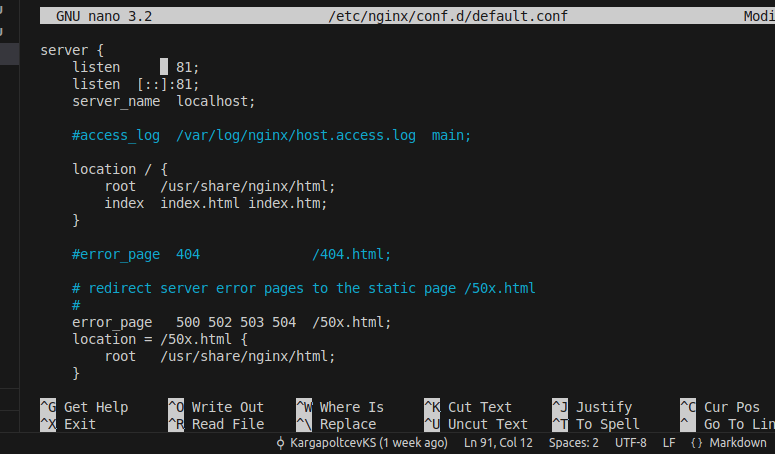 GNU nano 3.2 /etc/nginx/conf.d/default.conf Modi
server {
    listen       81;
    listen  [::]:81;
    server_name  localhost;
    #access_log  /var/log/nginx/host.access.log  main;
    location / {
        root   /usr/share/nginx/html;
        index  index.html index.htm;
    }
    #error_page  404              /404.html;
    # redirect server error pages to the static page /50x.html
    #
    error_page   500 502 503 504  /50x.html;
    location = /50x.html {
        root   /usr/share/nginx/html;
    }
^G Get Help ^O Write Out ^W Where Is ^K Cut Text ^J Justify ^C Cur Pos
^X Exit ^R Read File ^\ Replace ^U Uncut Text ^T To Spell ^_ Go To Lin
KargapoltcevKS (1 week ago) Ln 91, Col 12 Spaces: 2 UTF-8 LF {} Markdown